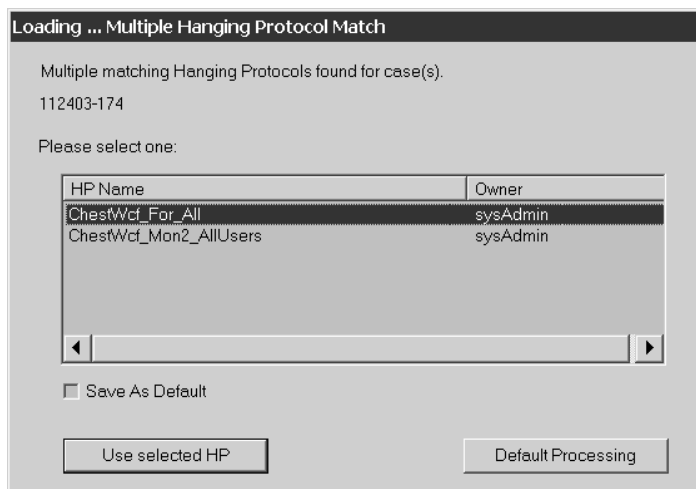 Loading ... Multiple Hanging Protocol Match
Multiple matching Hanging Protocols found for case(s).
112403-174
Please select one:
HP Name Owner
ChestWcf_For_All sysAdmin
ChestWcf_Mon2_AllUsers sysAdmin
Save As Default
Use selected HP Default Processing